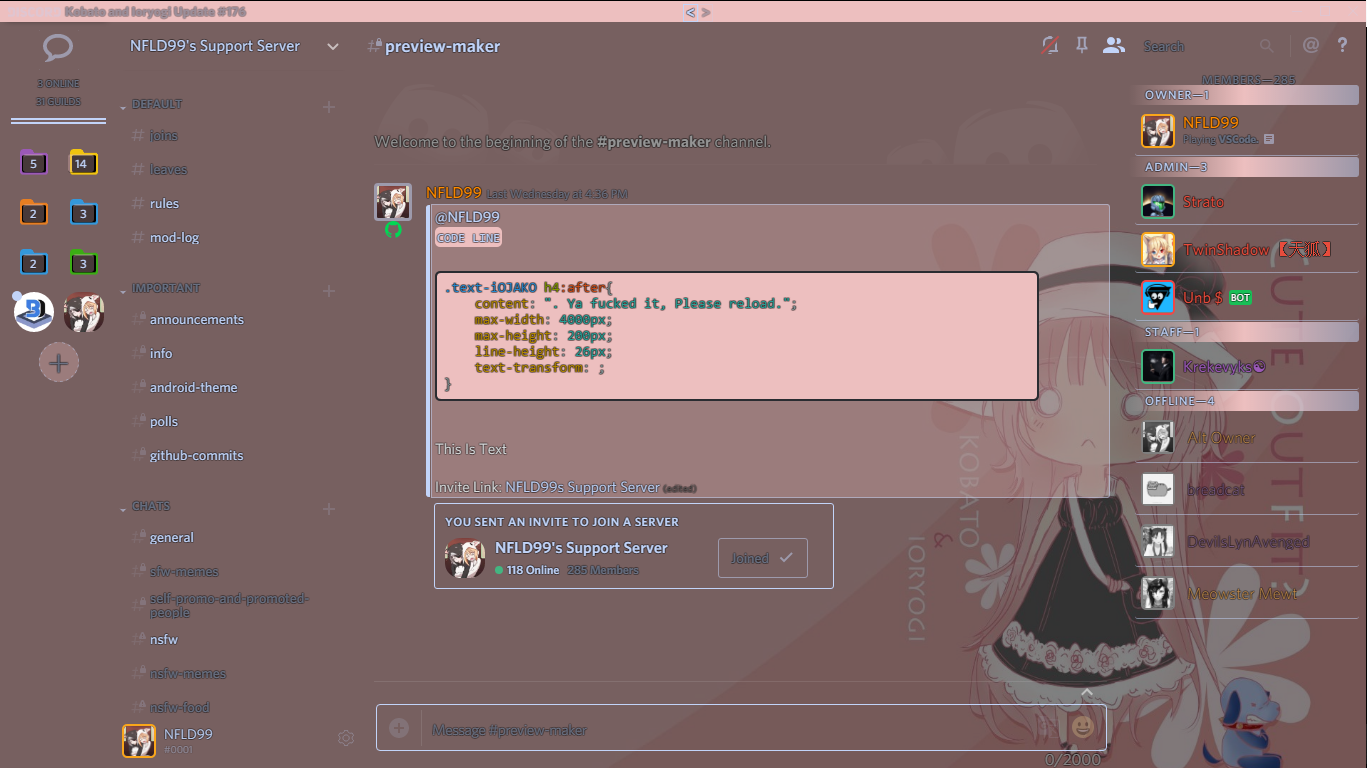 Kobato and Ioryogi Update #176
< >
3 ONLINE
31 GUILDS
5
14
2
3
2
3
NFLD99's Support Server
DEFAULT
joins
leaves
rules
mod-log
IMPORTANT
announcements
info
android-theme
polls
github-commits
CHATS
general
sfw-memes
self-promo-and-promoted-
people
nsfw
nsfw-memes
nsfw-food
NFLD99
#0001
#preview-maker
Search
@ ?
Welcome to the beginning of the #preview-maker channel.
NFLD99 Last Wednesday at 4:36 PM
@NFLD99
CODE LINE
.text-iOJAKO h4:after{
content: ". Ya fucked it, Please reload.";
max-width: 4000px;
max-height: 200px;
line-height: 26px;
text-transform: ;
}
This Is Text
Invite Link: NFLD99s Support Server (edited)
YOU SENT AN INVITE TO JOIN A SERVER
NFLD99's Support Server
118 Online 285 Members
Joined
Message #preview-maker
0/2000
MEMBERS—285
OWNER—1
NFLD99
Playing VSCode.
ADMIN—3
Strato
TwinShadow 【天狐】
Unb $ BOT
STAFF—1
Krekevyks☯
OFFLINE—4
Alt Owner
breadcat
DevilsLynAvenged
Meowster Mewt
CUTE OUTFIT?
KOBATO
&
IORYOGI